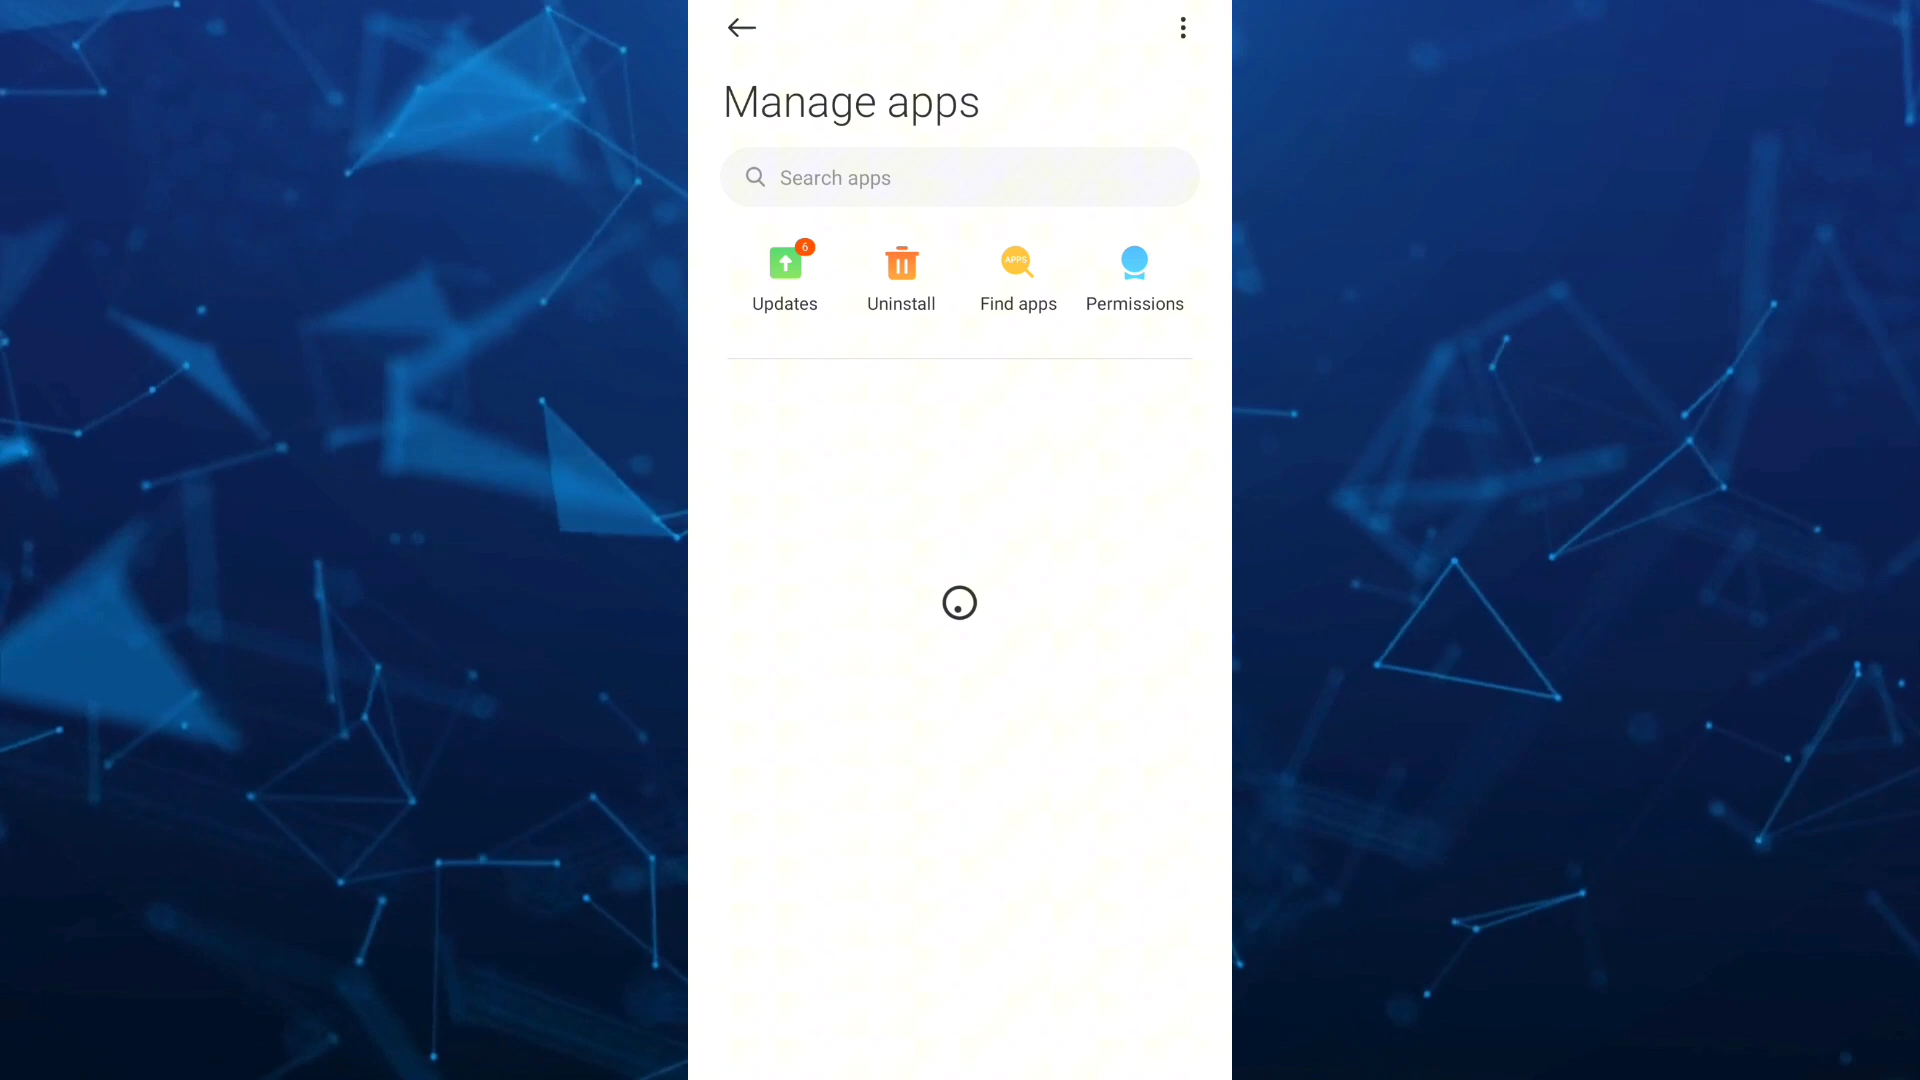 Manage apps
Search apps
6
APPS
Updates
Uninstall
Find apps
Permissions